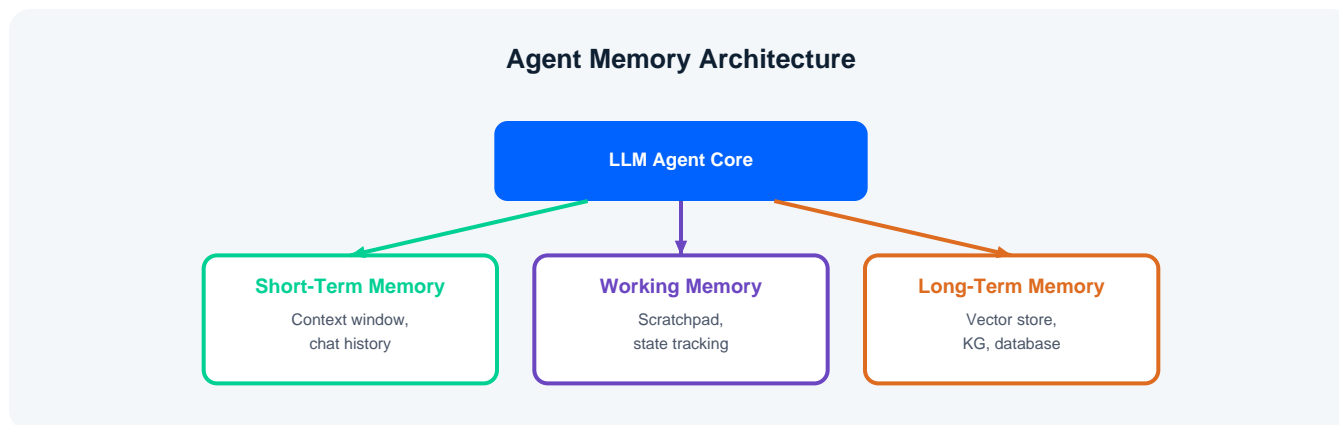 Agent Memory Architecture
LLM Agent Core
Short-Term Memory
Context window,
chat history
Working Memory
Scratchpad,
state tracking
Long-Term Memory
Vector store,
KG, database